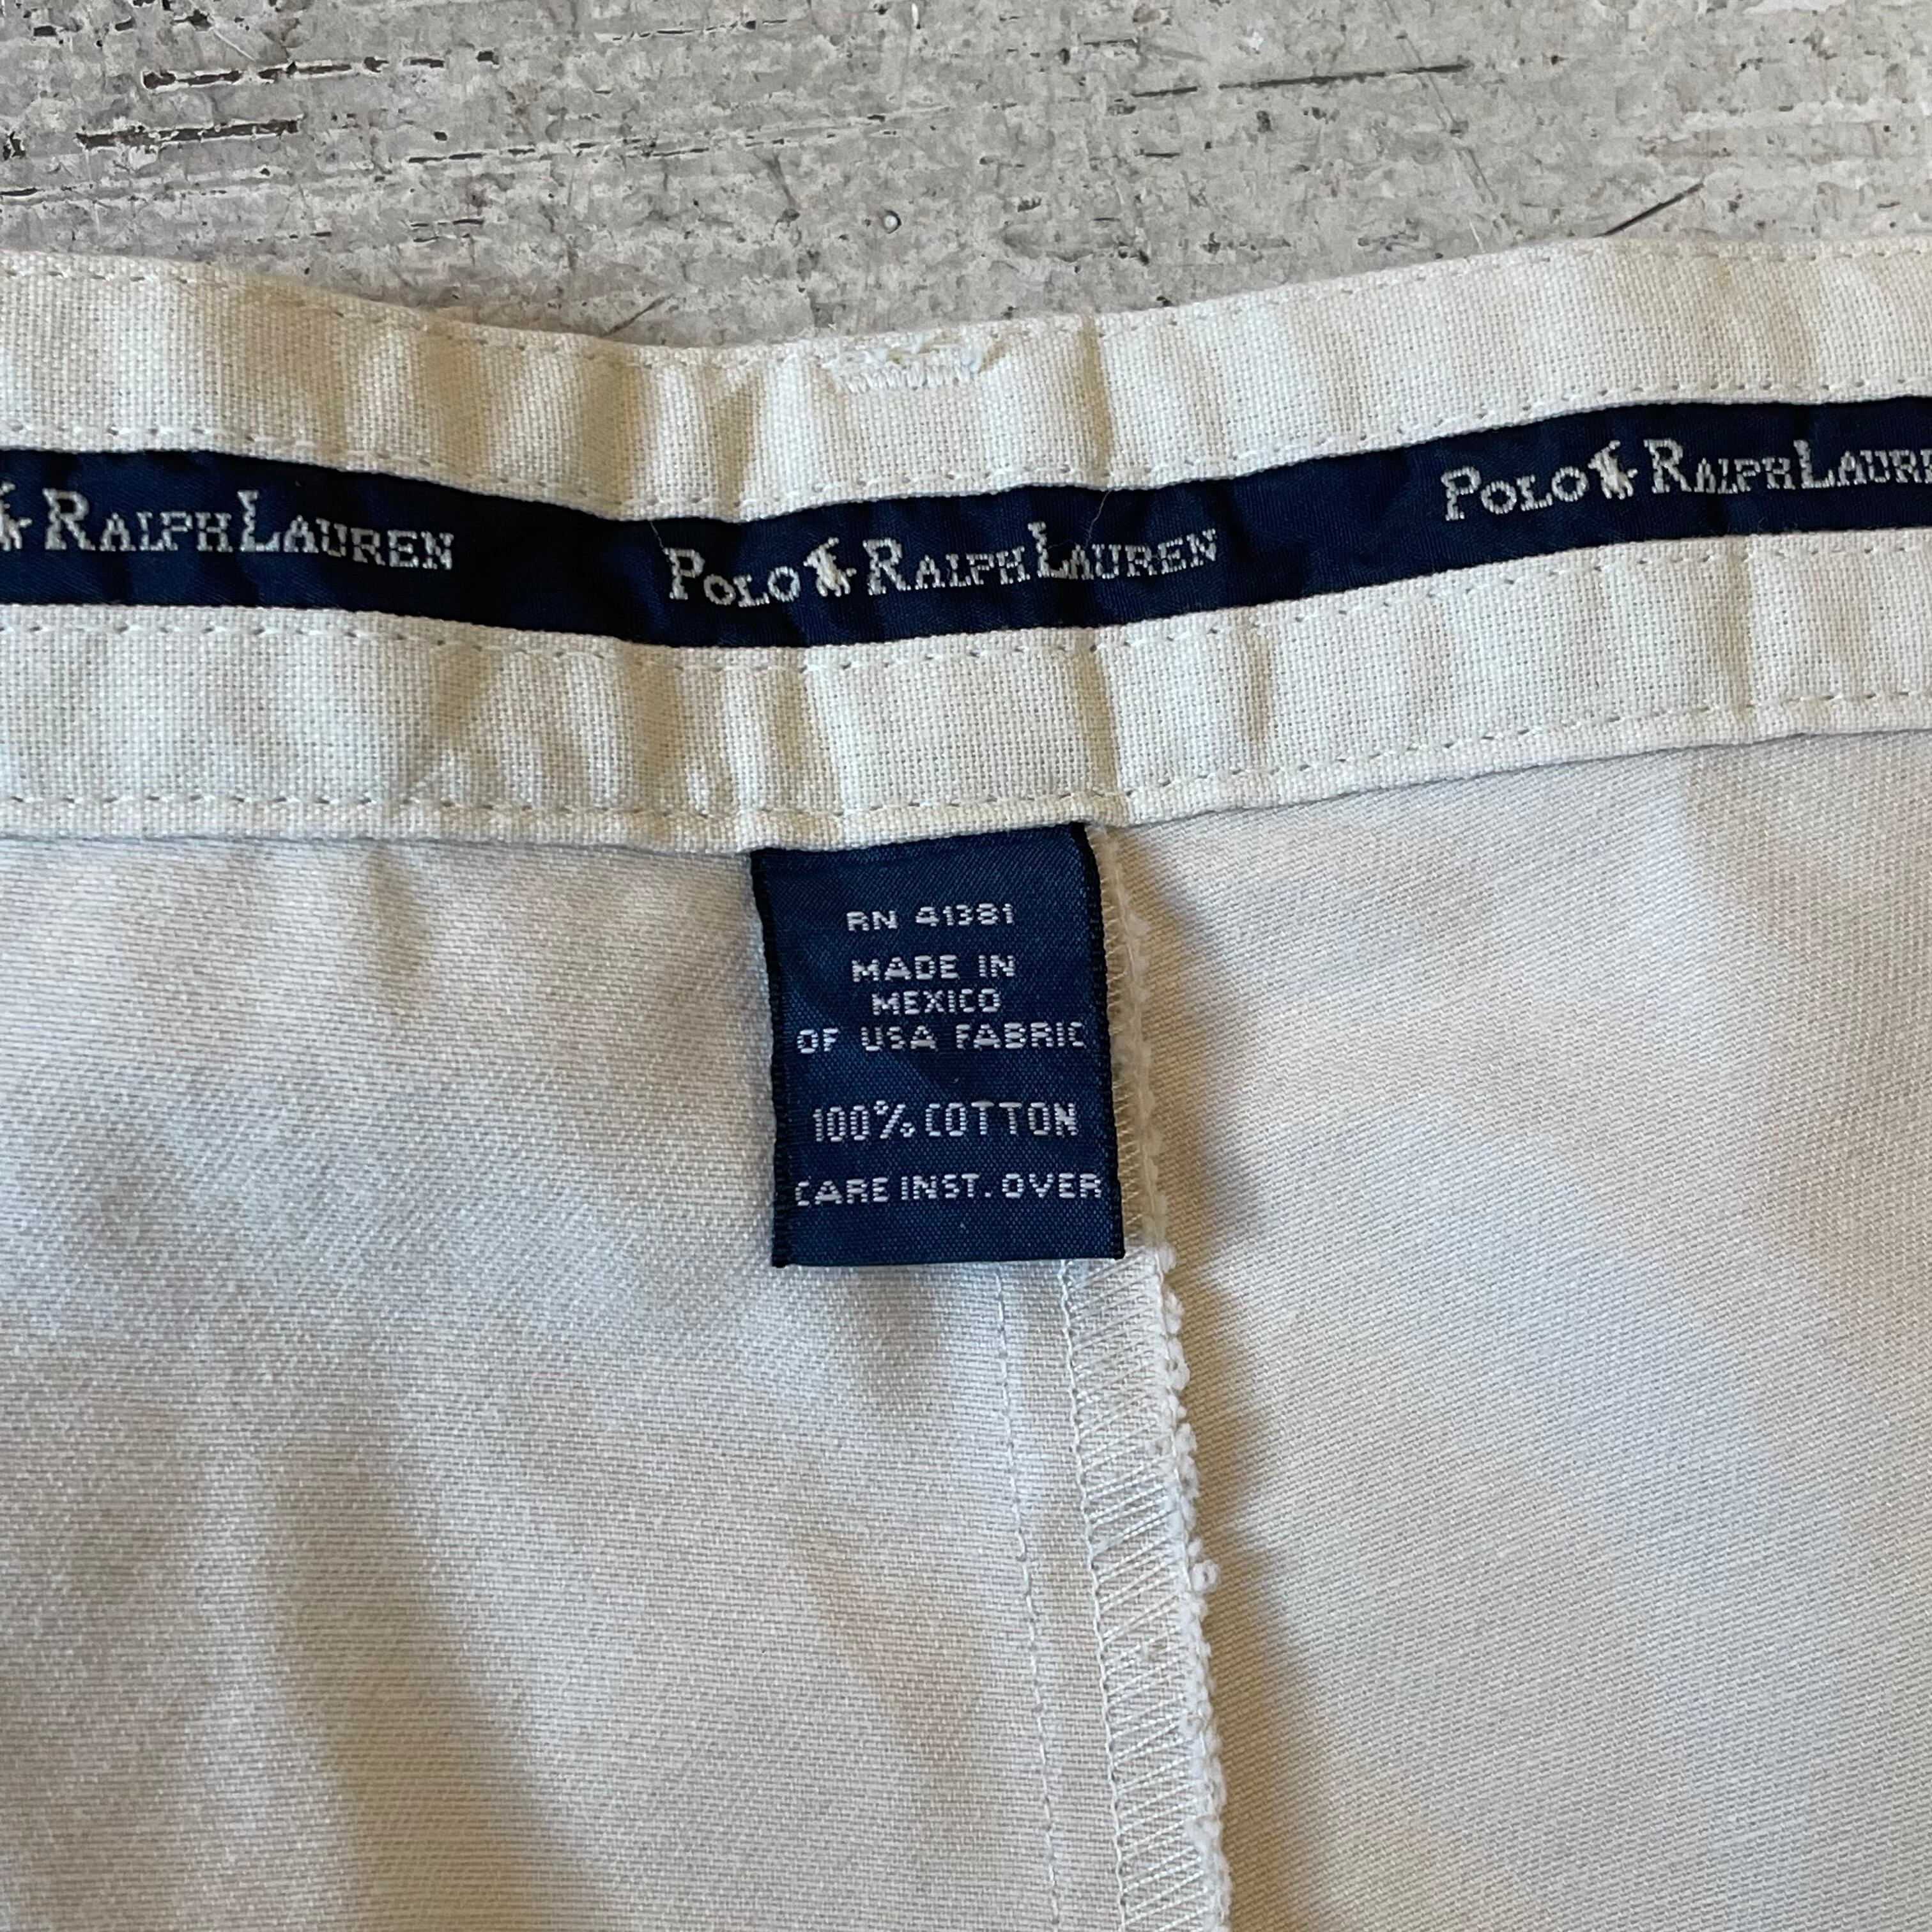 RALPH LAUREN
POLO RALPH LAUREN
POLO RALPH LAURE
RN 41381
MADE IN
MEXICO
OF USA FABRIC
100% COTTON
CARE INST. OVER